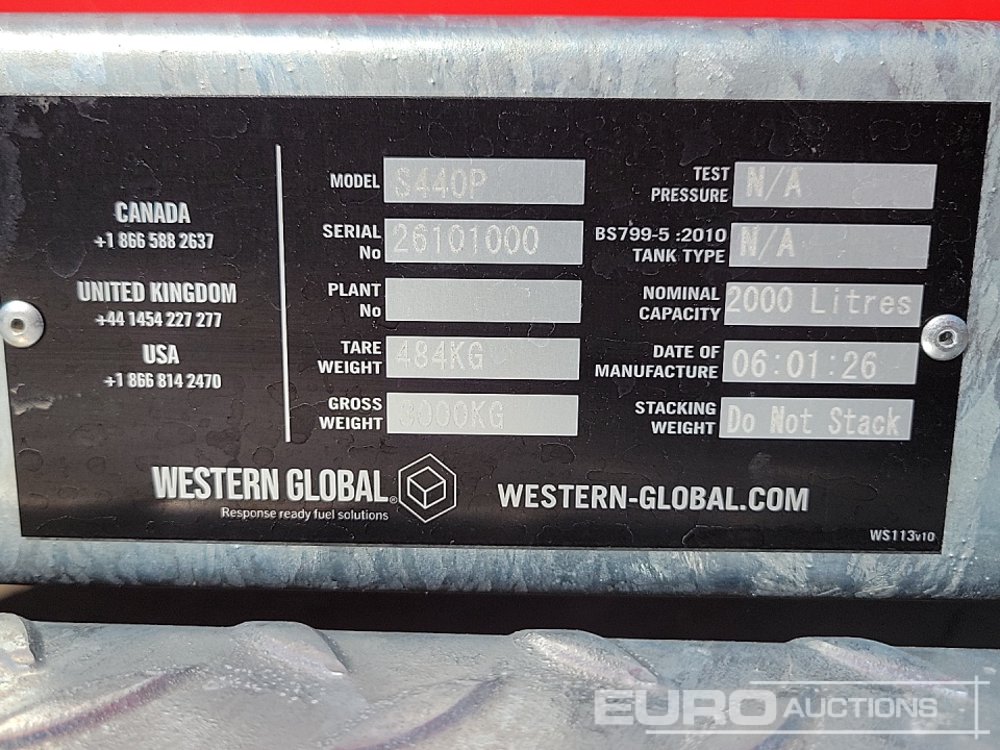 CANADA
+1 866 588 2637
UNITED KINGDOM
+44 1454 227 277
USA
+1 866 814 2470
MODEL S440P
SERIAL No 26101000
PLANT No
TARE WEIGHT 484KG
GROSS WEIGHT 3000KG
TEST PRESSURE N/A
BS799-5 :2010 TANK TYPE N/A
NOMINAL CAPACITY 2000 Litres
DATE OF MANUFACTURE 06:01:26
STACKING WEIGHT Do Not Stack
WESTERN GLOBAL®
Response ready fuel solutions
WESTERN-GLOBAL.COM
WS113v10
EURO AUCTIONS